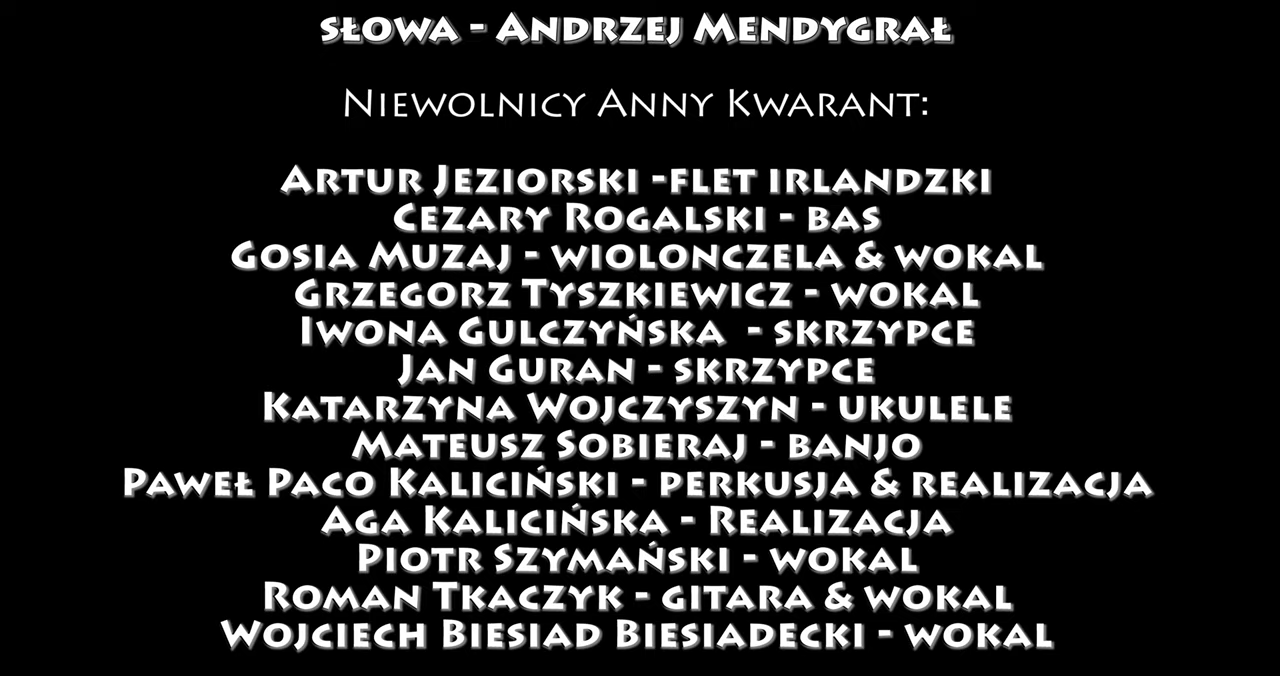 słowa - Andrzej Mendygrał
Niewolnicy Anny Kwarant:
Artur Jeziorski -flet irlandzki
Cezary Rogalski - bas
Gosia Muzaj - wiolonczela & wokal
Grzegorz Tyszkiewicz - wokal
Iwona Gulczyńska  - skrzypce
Jan Guran - skrzypce
Katarzyna Wojczyszyn - ukulele
Mateusz Sobieraj - banjo
Paweł Paco Kaliciński - perkusja & realizacja
Aga Kalicińska - Realizacja
Piotr Szymański - wokal
Roman Tkaczyk - gitara & wokal
Wojciech Biesiad Biesiadecki - wokal